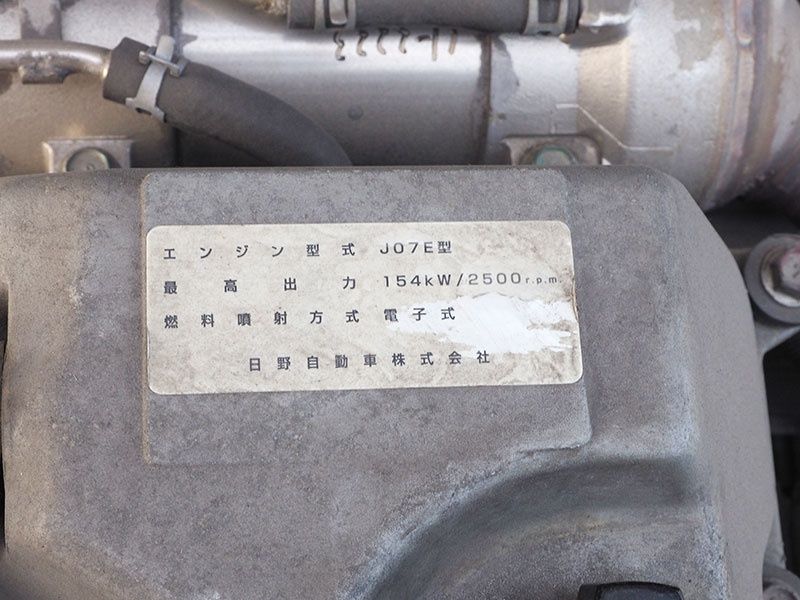 エンジン型式 J07E型
最高出力 154kW/2500r.p.m.
燃料噴射方式 電子式
日野自動車株式会社